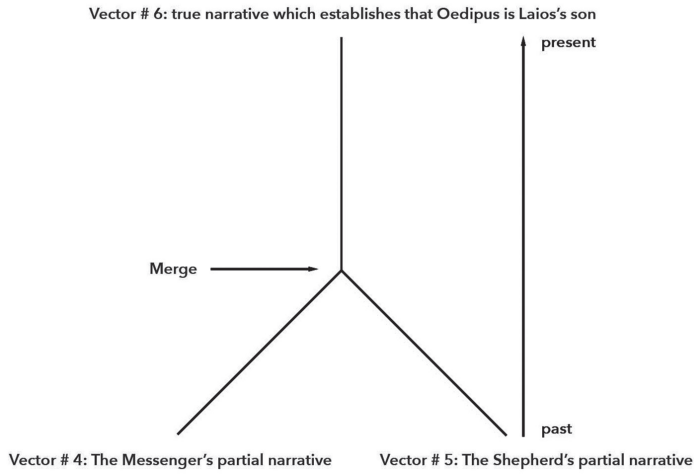 Vector # 6: true narrative which establishes that Oedipus is Laios’s son
present
Merge
past
Vector # 4: The Messenger’s partial narrative
Vector # 5: The Shepherd’s partial narrative